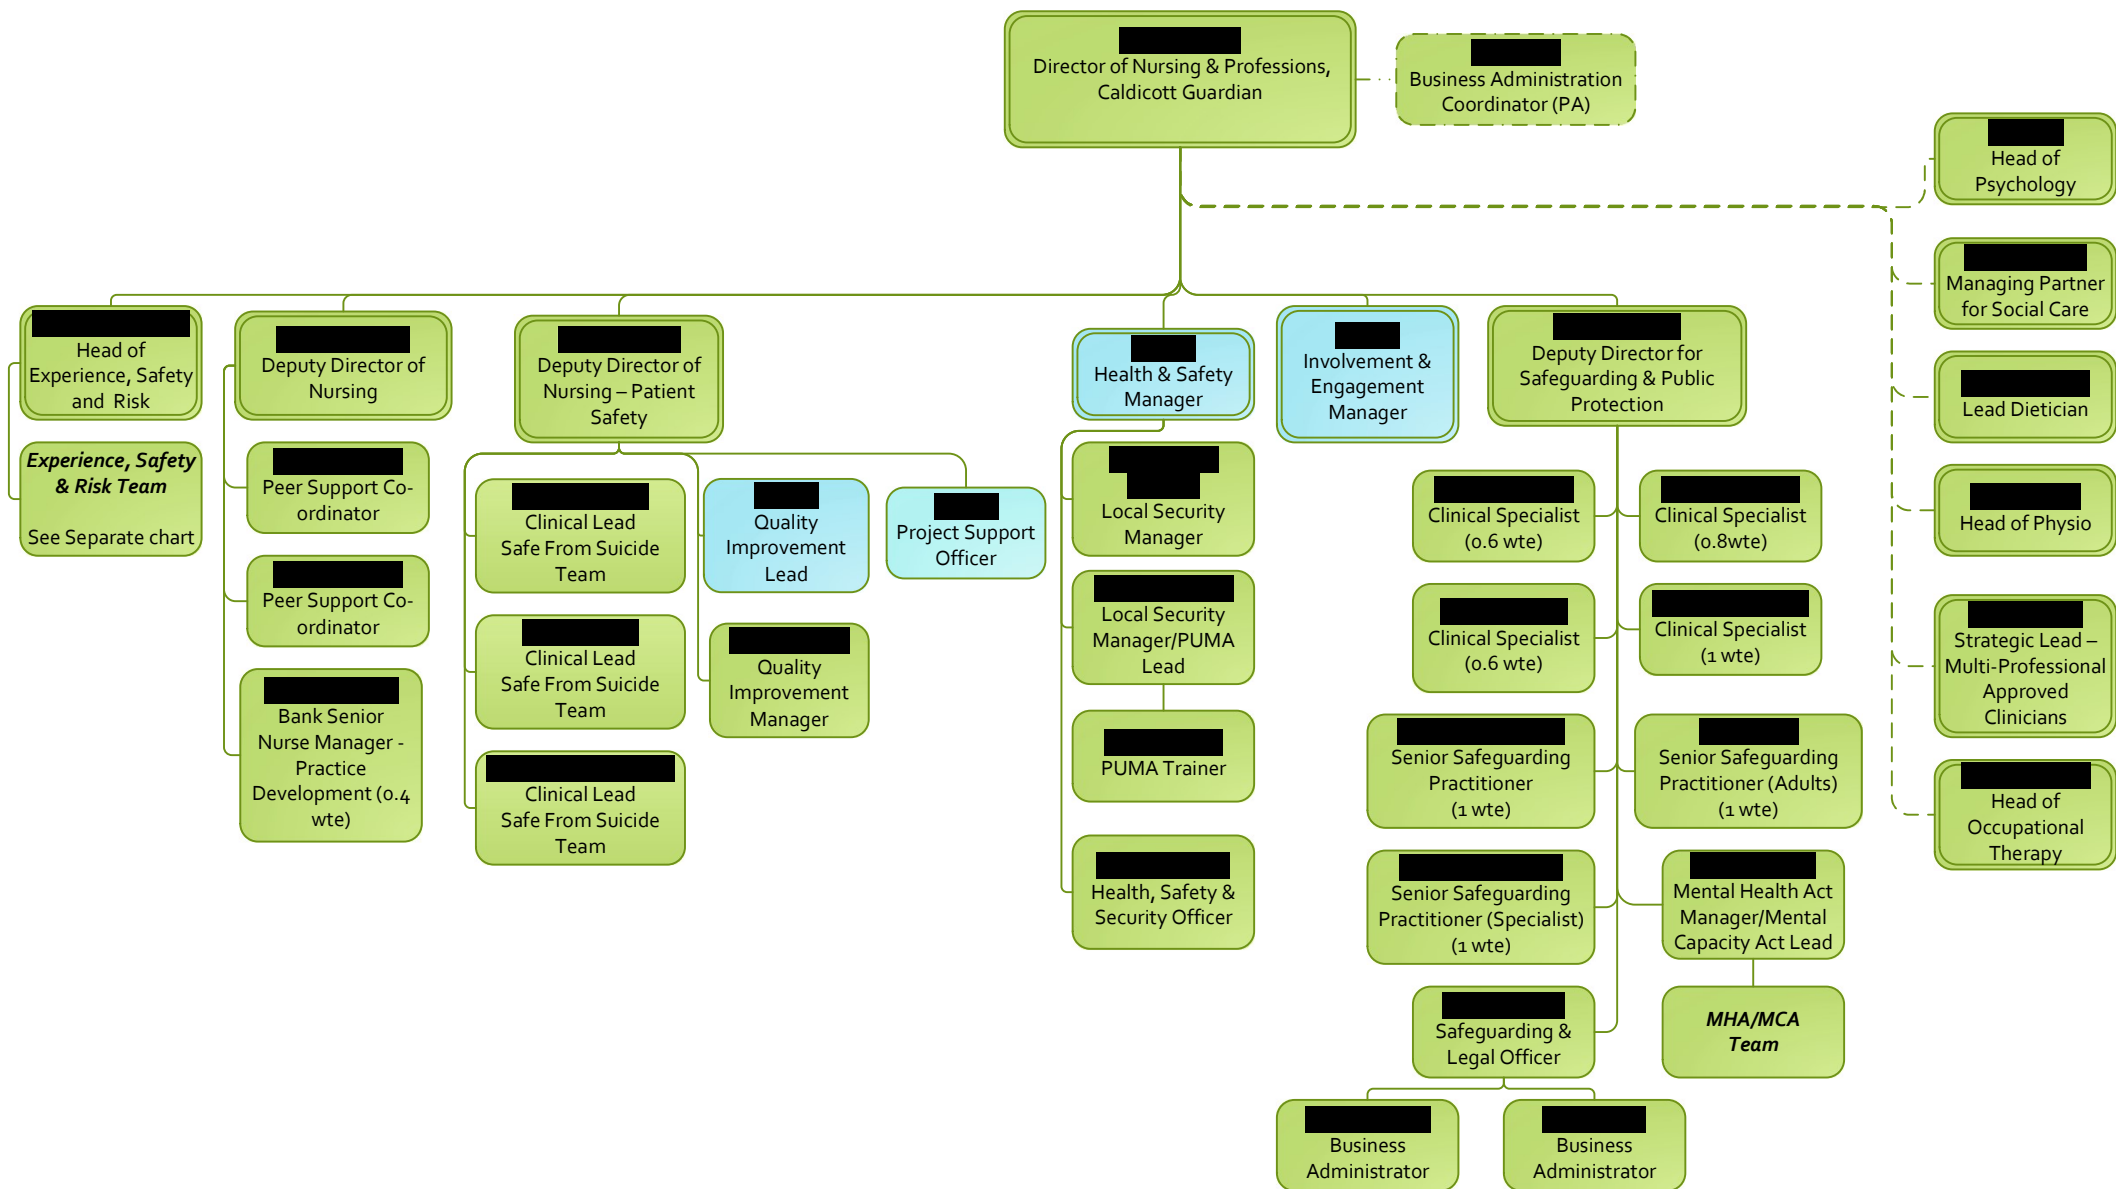 Director of Nursing & Professions,
Caldicott Guardian
Business Administration
Coordinator (PA)
Head of
Psychology
Managing Partner
for Social Care
Lead Dietician
Head of Physio
Strategic Lead –
Multi-Professional
Approved
Clinicians
Head of
Occupational
Therapy
Head of
Experience, Safety
and Risk
Experience, Safety
& Risk Team
See Separate chart
Deputy Director of
Nursing
Peer Support Co-
ordinator
Peer Support Co-
ordinator
Bank Senior
Nurse Manager -
Practice
Development (0.4
wte)
Deputy Director of
Nursing – Patient
Safety
Clinical Lead
Safe From Suicide
Team
Clinical Lead
Safe From Suicide
Team
Clinical Lead
Safe From Suicide
Team
Quality
Improvement
Lead
Quality
Improvement
Manager
Project Support
Officer
Health & Safety
Manager
Local Security
Manager
Local Security
Manager/PUMA
Lead
PUMA Trainer
Health, Safety &
Security Officer
Involvement &
Engagement
Manager
Deputy Director for
Safeguarding & Public
Protection
Clinical Specialist
(0.6 wte)
Clinical Specialist
(0.8wte)
Clinical Specialist
(0.6 wte)
Clinical Specialist
(1 wte)
Senior Safeguarding
Practitioner
(1 wte)
Senior Safeguarding
Practitioner (Adults)
(1 wte)
Senior Safeguarding
Practitioner (Specialist)
(1 wte)
Mental Health Act
Manager/Mental
Capacity Act Lead
MHA/MCA
Team
Safeguarding &
Legal Officer
Business
Administrator
Business
Administrator